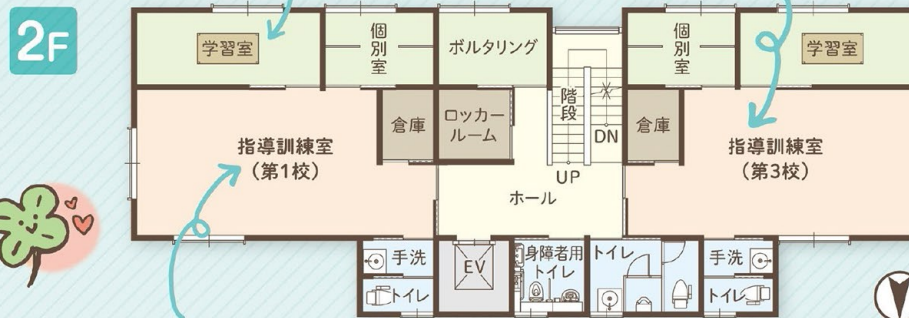 2F
学習室
個別室
ボルタリング
階段
DN
UP
個別室
学習室
指導訓練室
(第1校)
倉庫
ロッカー
ルーム
ホール
倉庫
指導訓練室
(第3校)
手洗
トイレ
EV
身障者用
トイレ
トイレ
手洗
トイレ